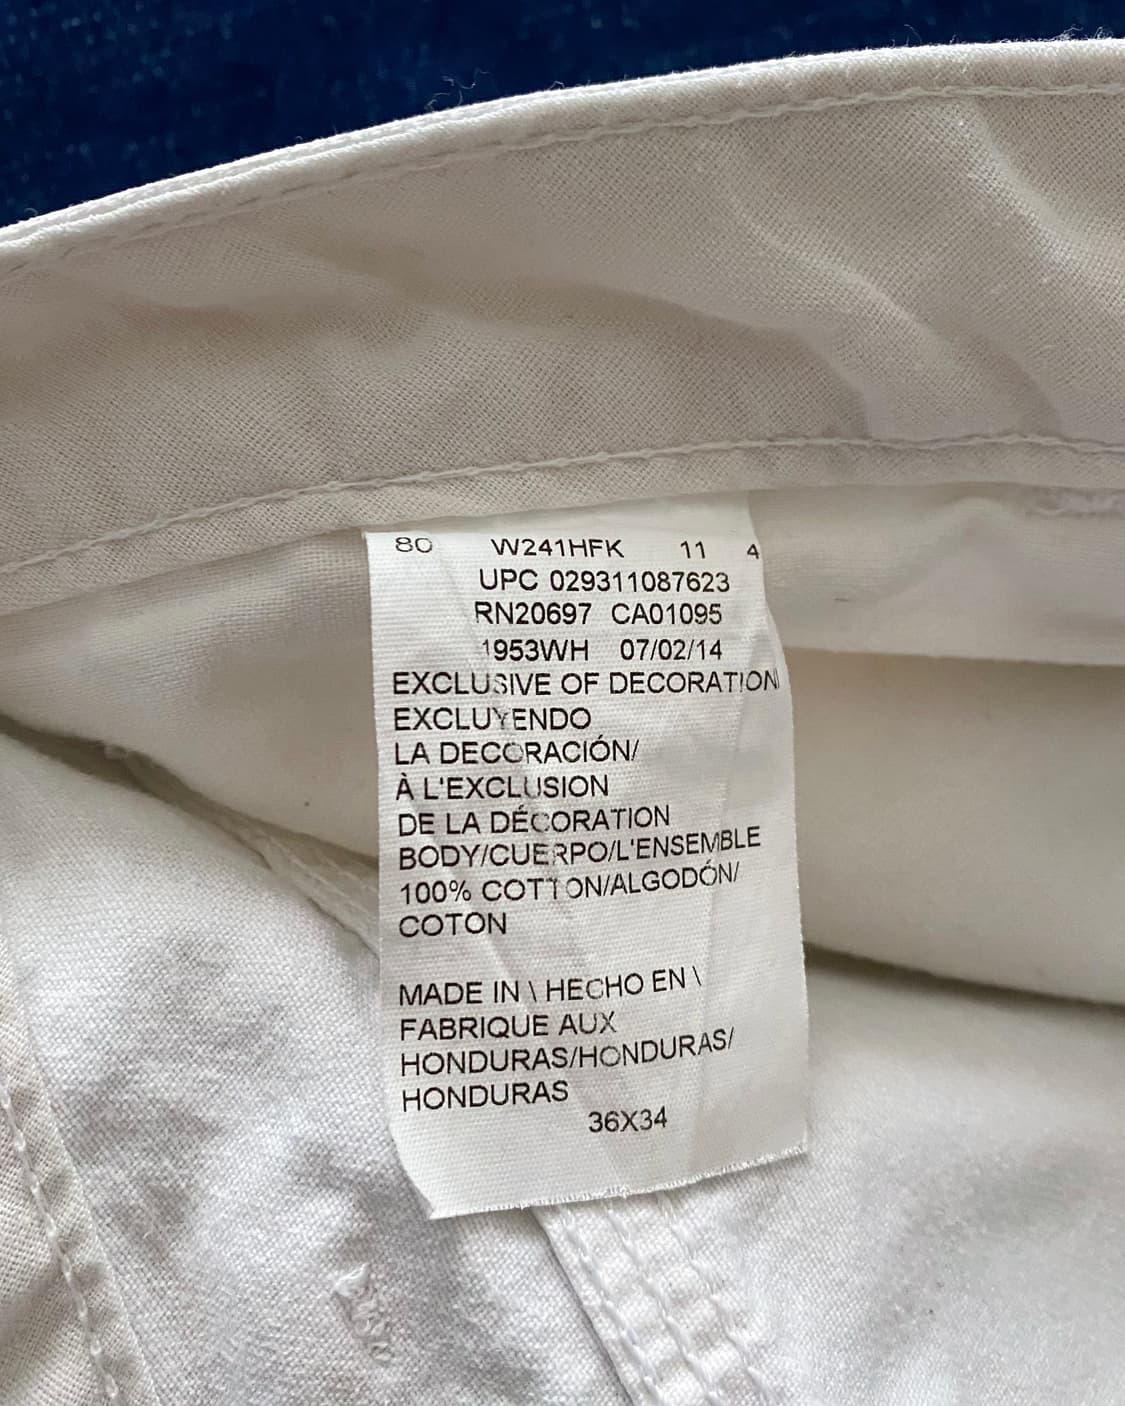 80 W241HFK 11 4
UPC 029311087623
RN20697 CA01095
1953WH 07/02/14
EXCLUSIVE OF DECORATION
EXCLUYENDO
LA DECORACIÓN/
À L'EXCLUSION
DE LA DÉCORATION
BODY/CUERPO/L'ENSEMBLE
100% COTTON/ALGODÓN/
COTON
MADE IN \ HECHO EN \
FABRIQUE AUX
HONDURAS/HONDURAS/
HONDURAS
36X34